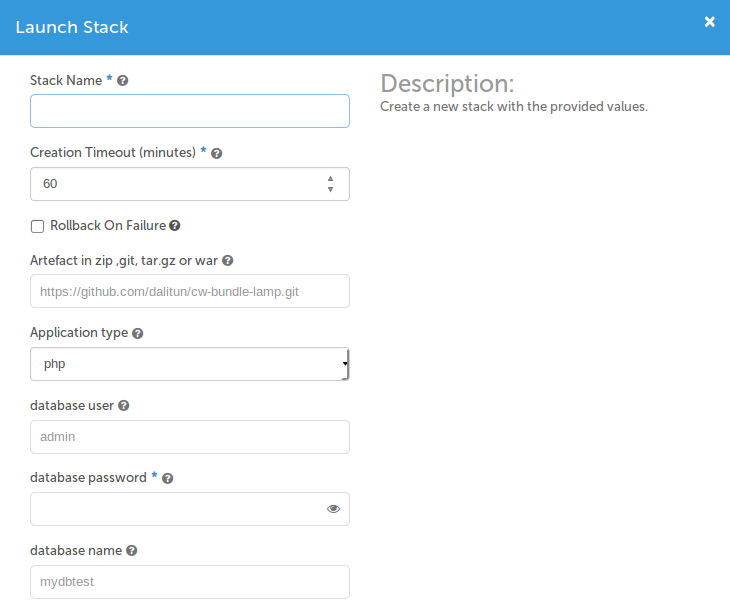 Launch Stack
×
Stack Name *
Description:
Create a new stack with the provided values.
Creation Timeout (minutes) *
60
Rollback On Failure
Artefact in zip ,git, tar.gz or war
https://github.com/dalitun/cw-bundle-lamp.git
Application type
php
database user
admin
database password *
database name
mydbtest